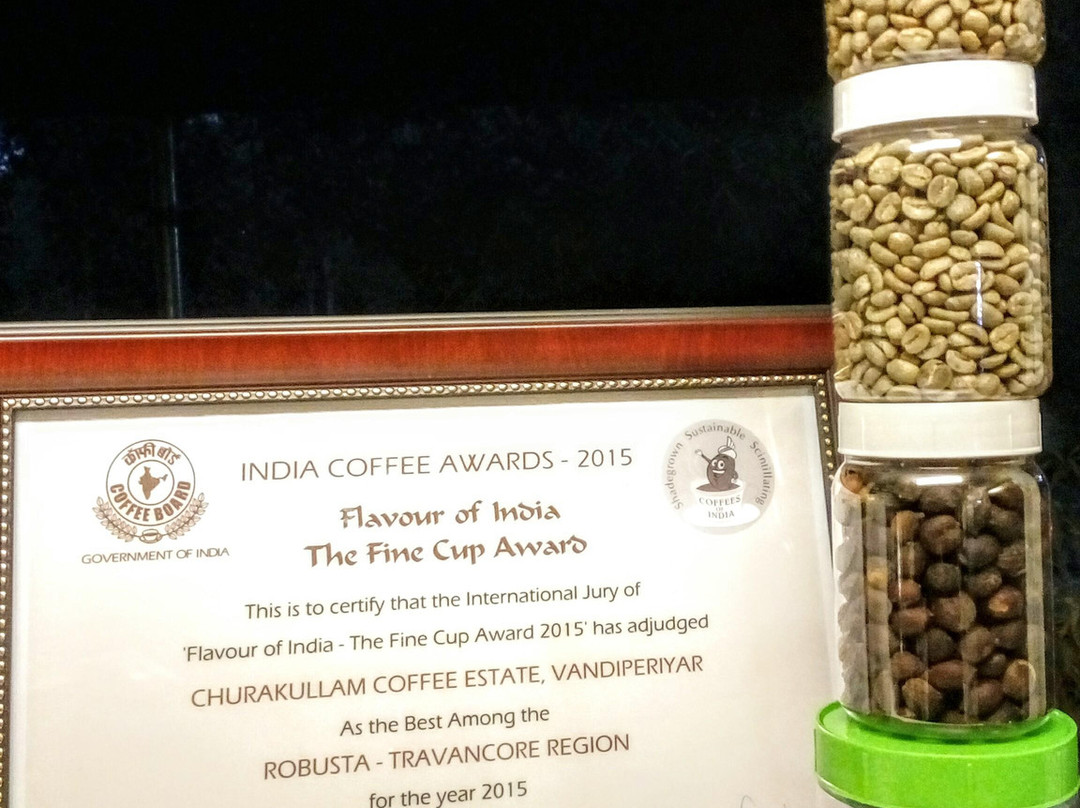 कॉफी बोर्ड
COFFEE BOARD
GOVERNMENT OF INDIA
INDIA COFFEE AWARDS - 2015
Flavour of India
The Fine Cup Award
Shadegrown Sustainable Scintillating
COFFEES
OF
INDIA
This is to certify that the International Jury of
'Flavour of India - The Fine Cup Award 2015' has adjudged
CHURAKULLAM COFFEE ESTATE, VANDIPERIYAR
As the Best Among the
ROBUSTA - TRAVANCORE REGION
for the year 2015